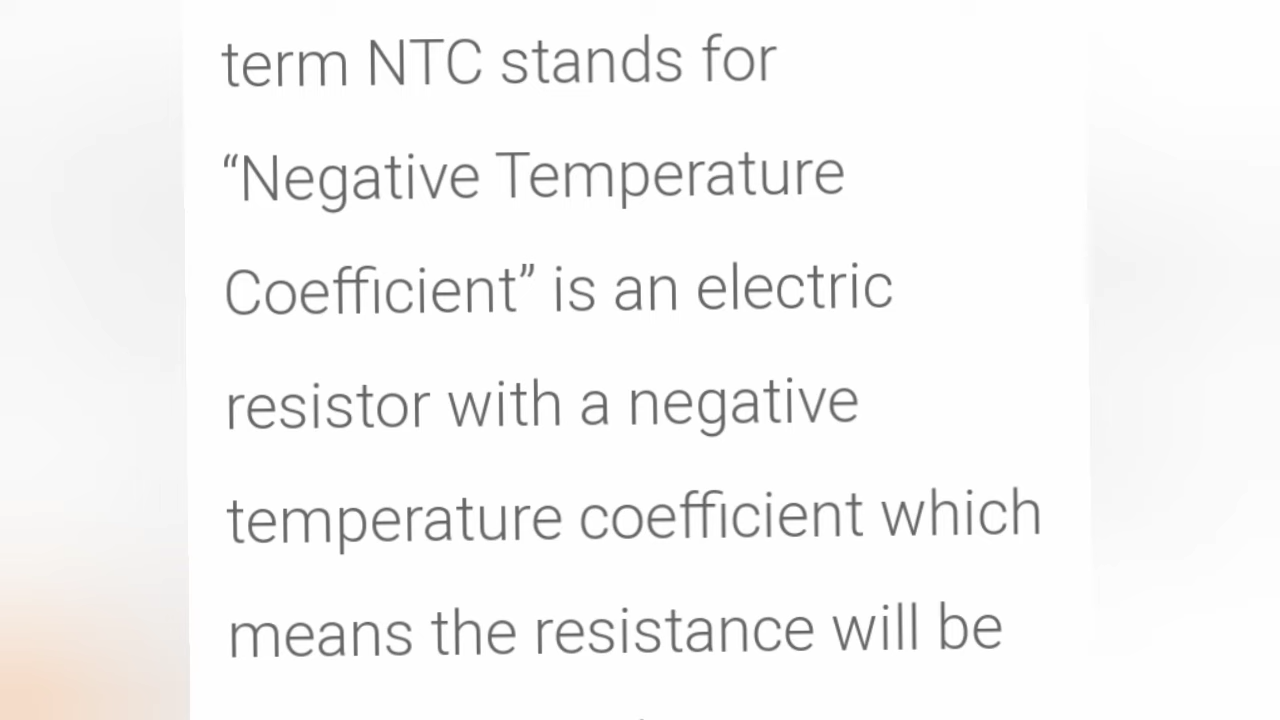 term NTC stands for
“Negative Temperature
Coefficient” is an electric
resistor with a negative
temperature coefficient which
means the resistance will be